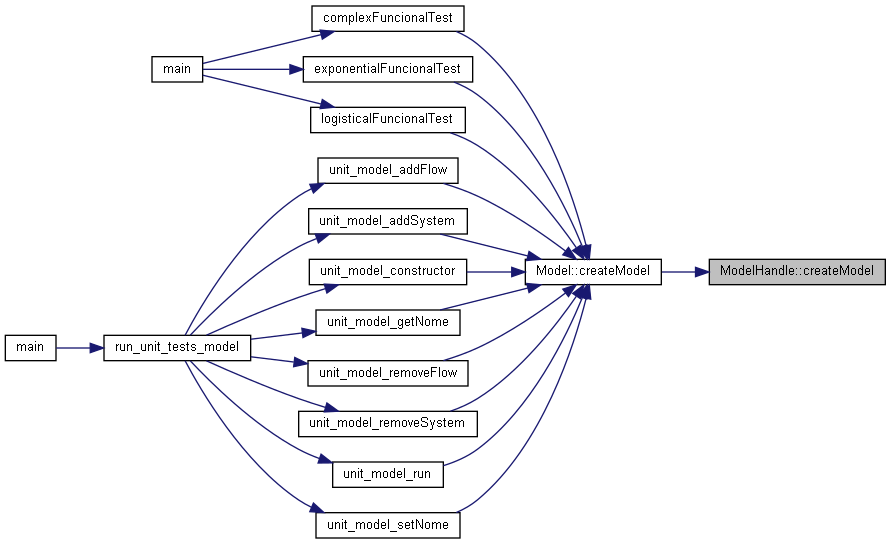 complexFuncionalTest
main
exponentialFuncionalTest
logisticalFuncionalTest
unit_model_addFlow
unit_model_addSystem
unit_model_constructor
Model::createModel
ModelHandle::createModel
unit_model_getNome
main
run_unit_tests_model
unit_model_removeFlow
unit_model_removeSystem
unit_model_run
unit_model_setNome